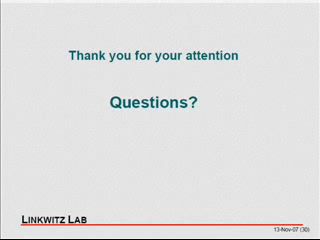 Thank you for your attention
Questions?
LINKWITZ LAB
13-Nov-07 (30)